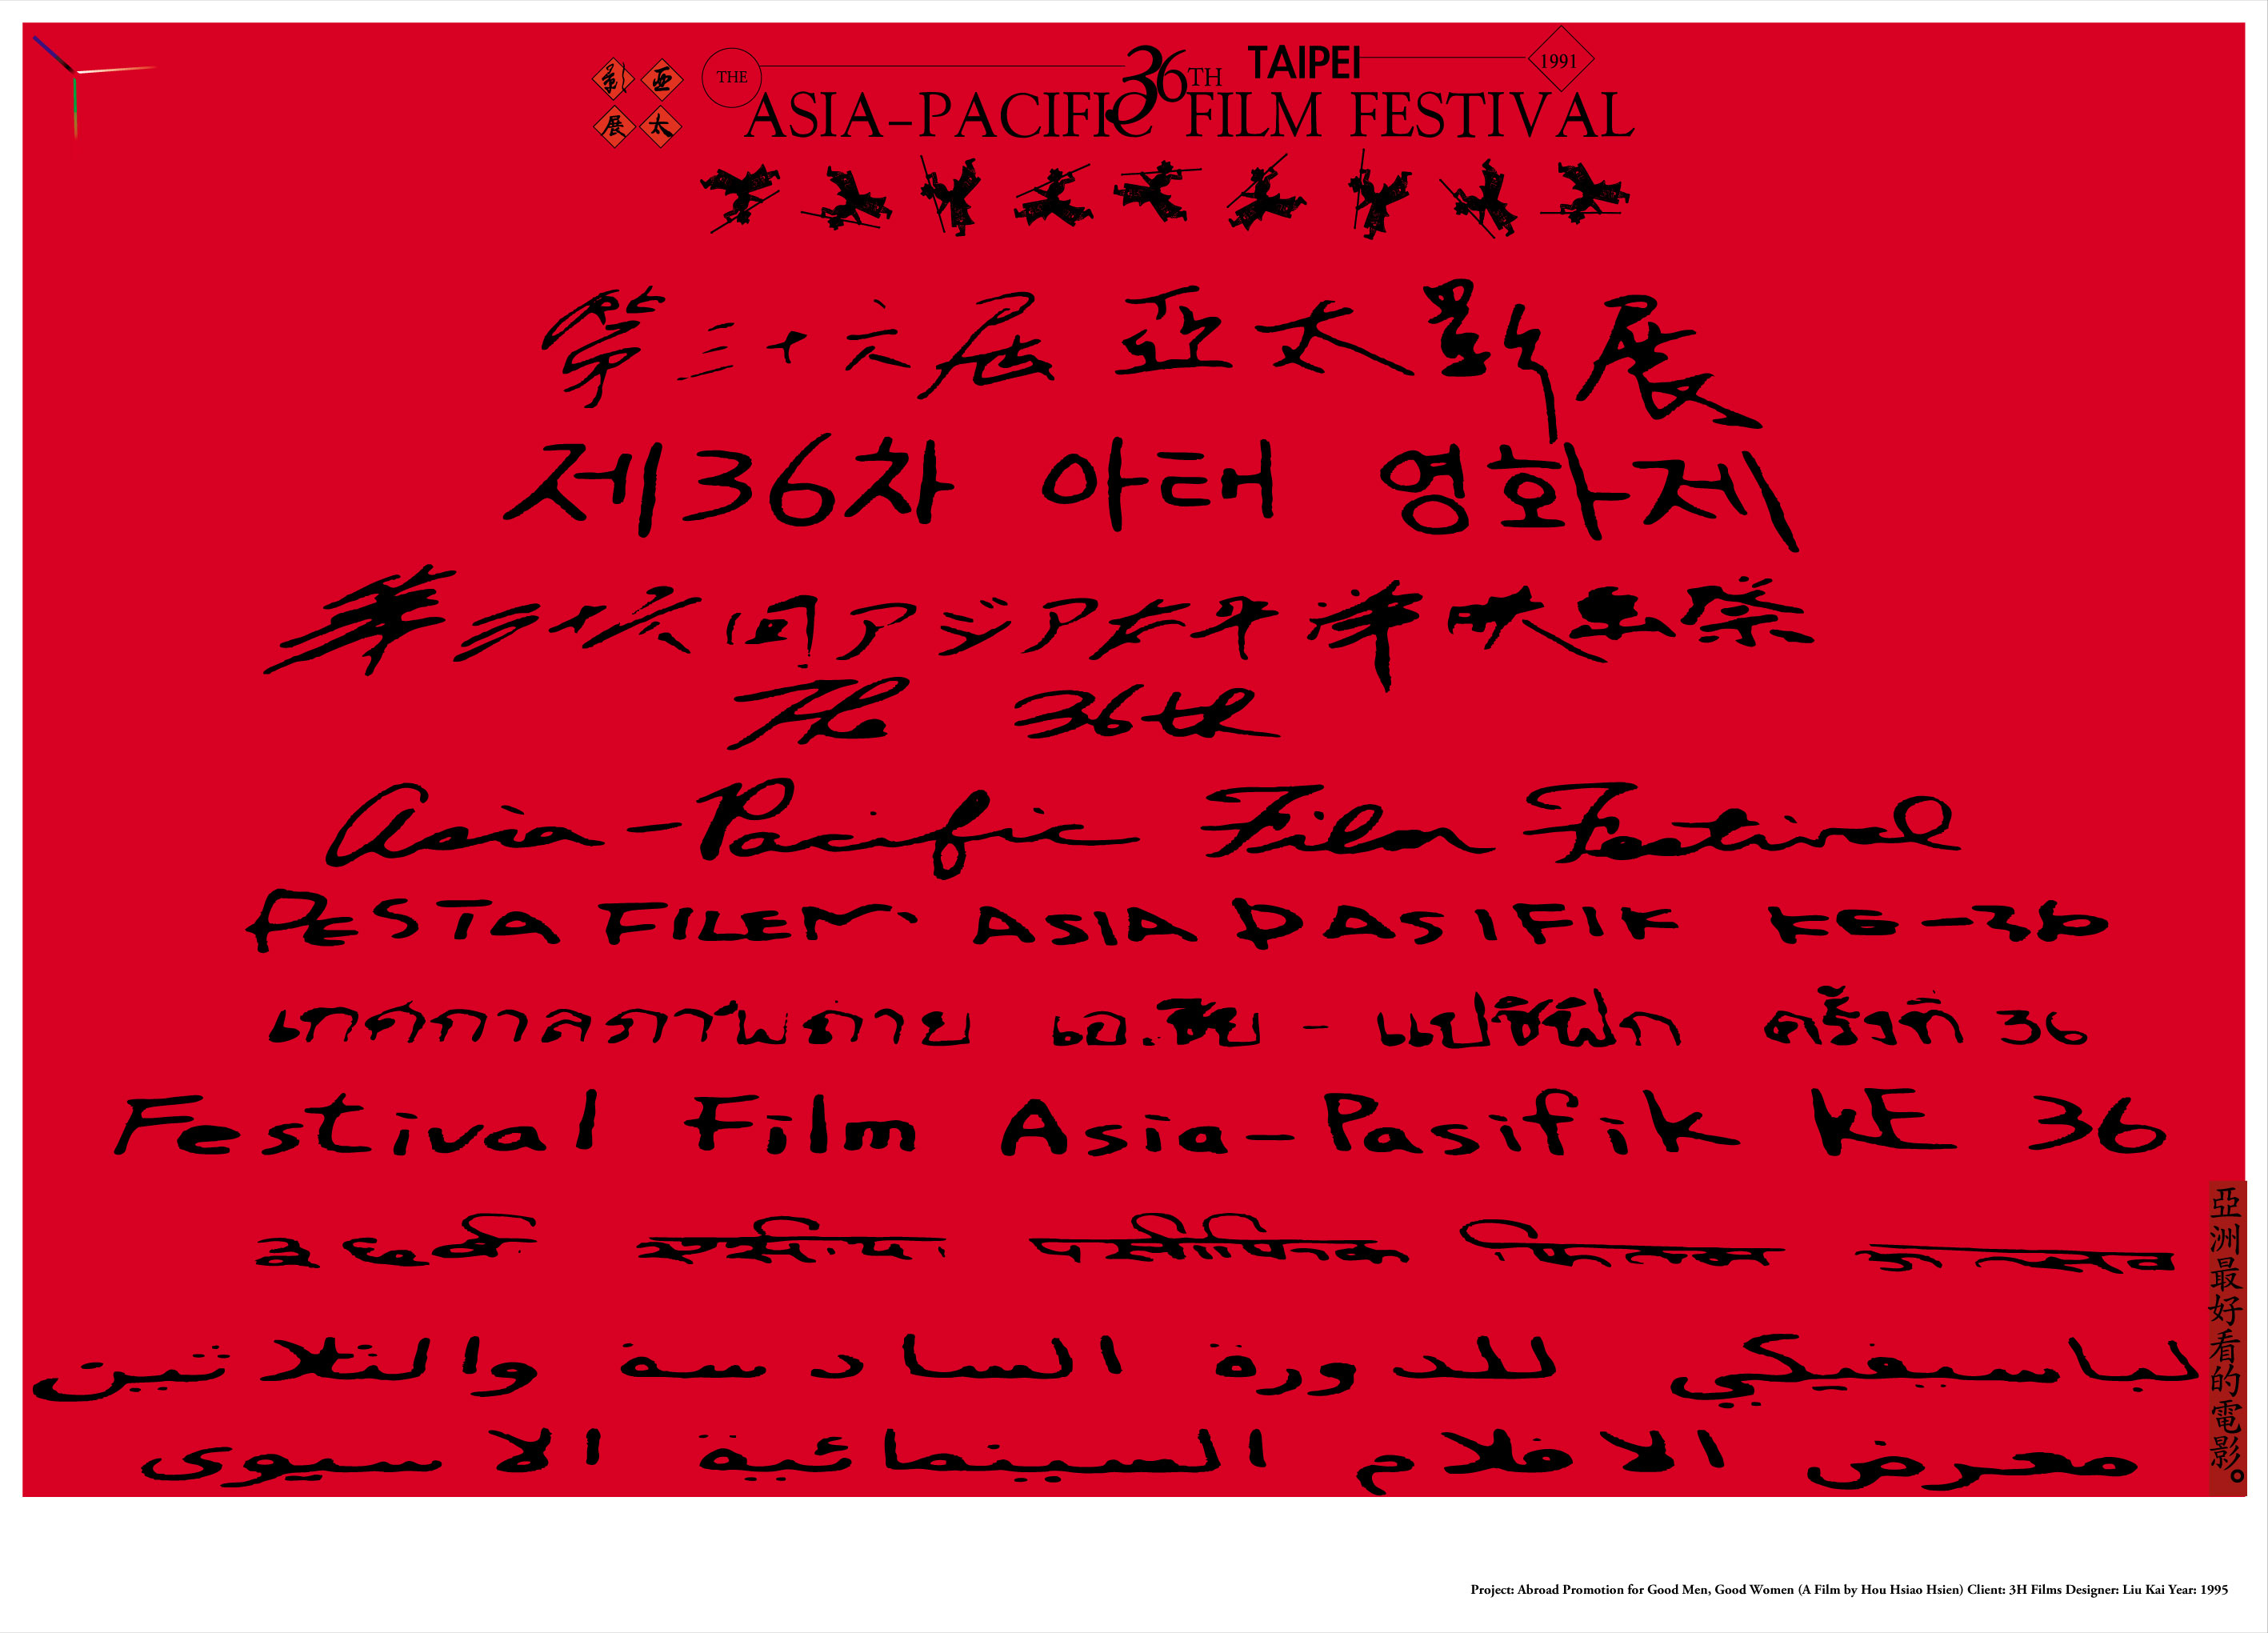 影 亞
展 太
THE 36TH TAIPEI 1991
ASIA-PACIFIC FILM FESTIVAL
第三十六屆亞太影展
제36차 아태 영화제
第三十六回アジア太平洋映画祭
The 36th
Asia-Pacific Film Festival
PESTA FILEM ASIA PASIFIK KE-36
เทศกาลภาพถ่าย เอเซีย - แปซิฟิก ครั้งที่ 36
Festival Film Asia-Pasifik KE 36
الباسيفيكي للدورة السادسة والثلاثين
معرض الافلام السينمائية الاسيوى
亞洲最好看的電影。
Project: Abroad Promotion for Good Men, Good Women (A Film by Hou Hsiao Hsien) Client: 3H Films Designer: Liu Kai Year: 1995